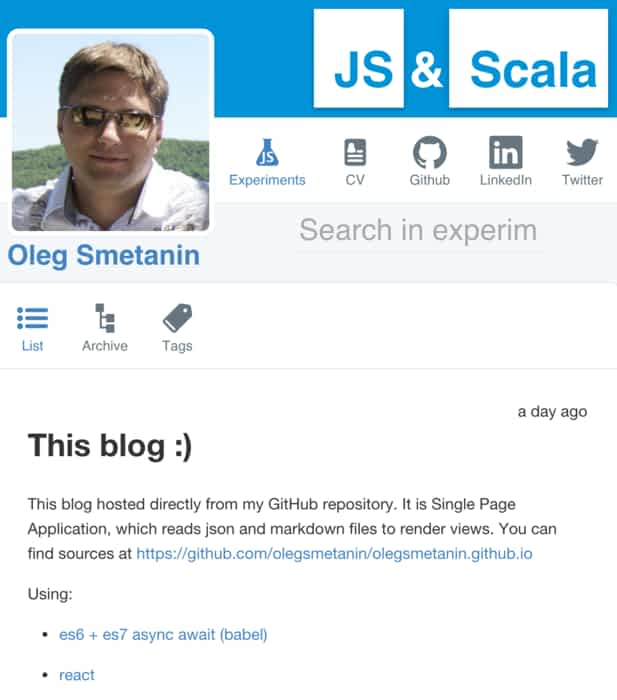 JS & Scala
JS
Experiments
CV
Github
LinkedIn
Twitter
Oleg Smetanin
Search in experim
List
Archive
Tags
a day ago
This blog :)
This blog hosted directly from my GitHub repository. It is Single Page
Application, which reads json and markdown files to render views. You can
find sources at https://github.com/olegsmetanin/olegsmetanin.github.io
Using:
• es6 + es7 async await (babel)
• react